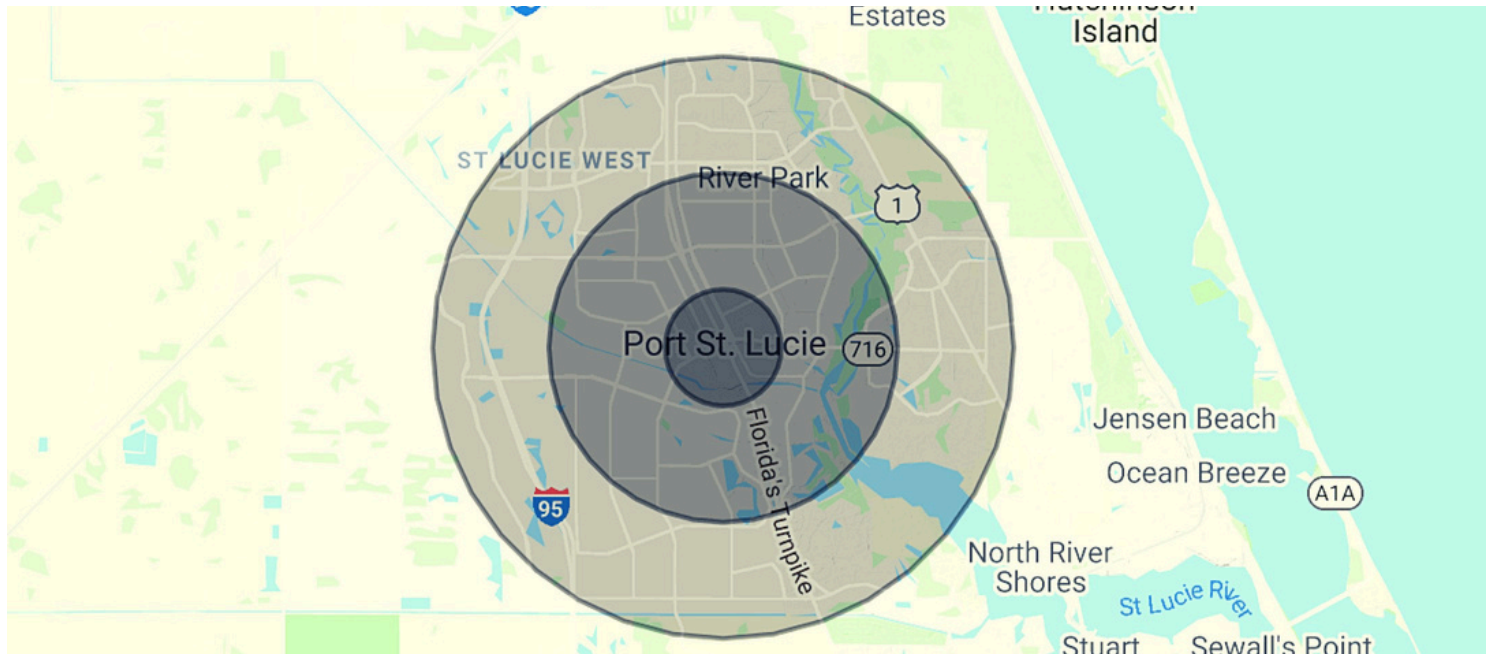 Estates
Hutchinson
Island
ST LUCIE WEST
River Park
1
Port St. Lucie
716
Florida's Turnpike
Jensen Beach
Ocean Breeze
A1A
95
North River
Shores
St Lucie River
Stuart
Sewall's Point